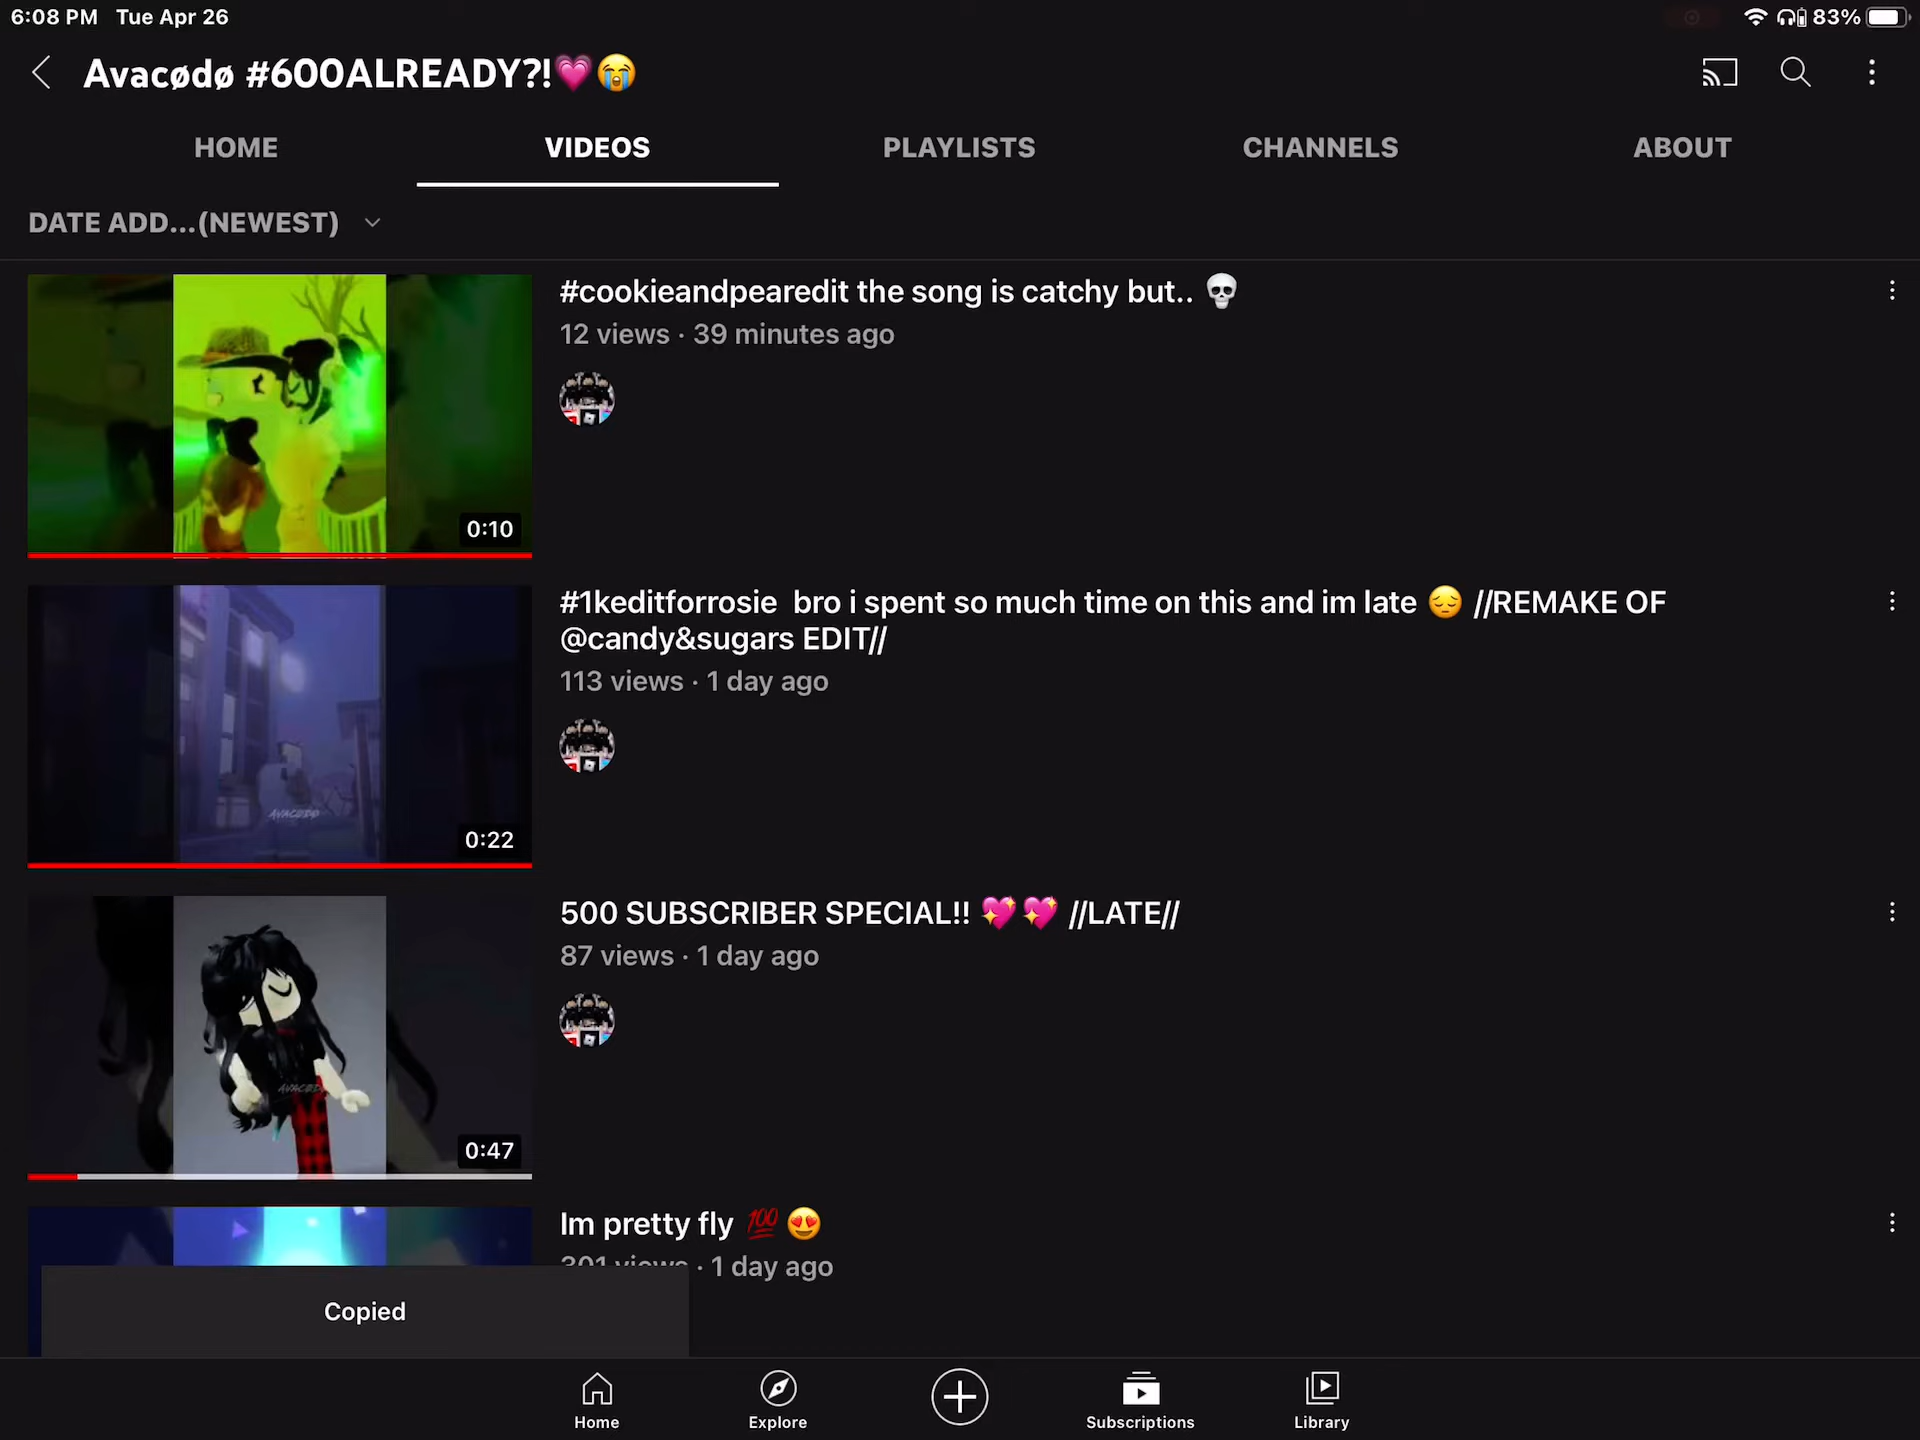 6:08 PM Tue Apr 26
83%
Avacødø #600ALREADY?!💗😭
HOME VIDEOS PLAYLISTS CHANNELS ABOUT
DATE ADD...(NEWEST)
#cookieandpearedit the song is catchy but.. 💀
12 views · 39 minutes ago
0:10
#1keditforrosie  bro i spent so much time on this and im late 😔 //REMAKE OF
@candy&sugars EDIT//
113 views · 1 day ago
AVACØDØ
0:22
500 SUBSCRIBER SPECIAL!! 💖💖 //LATE//
87 views · 1 day ago
0:47
Im pretty fly 💯😍
301 views · 1 day ago
Copied
Home Explore Subscriptions Library